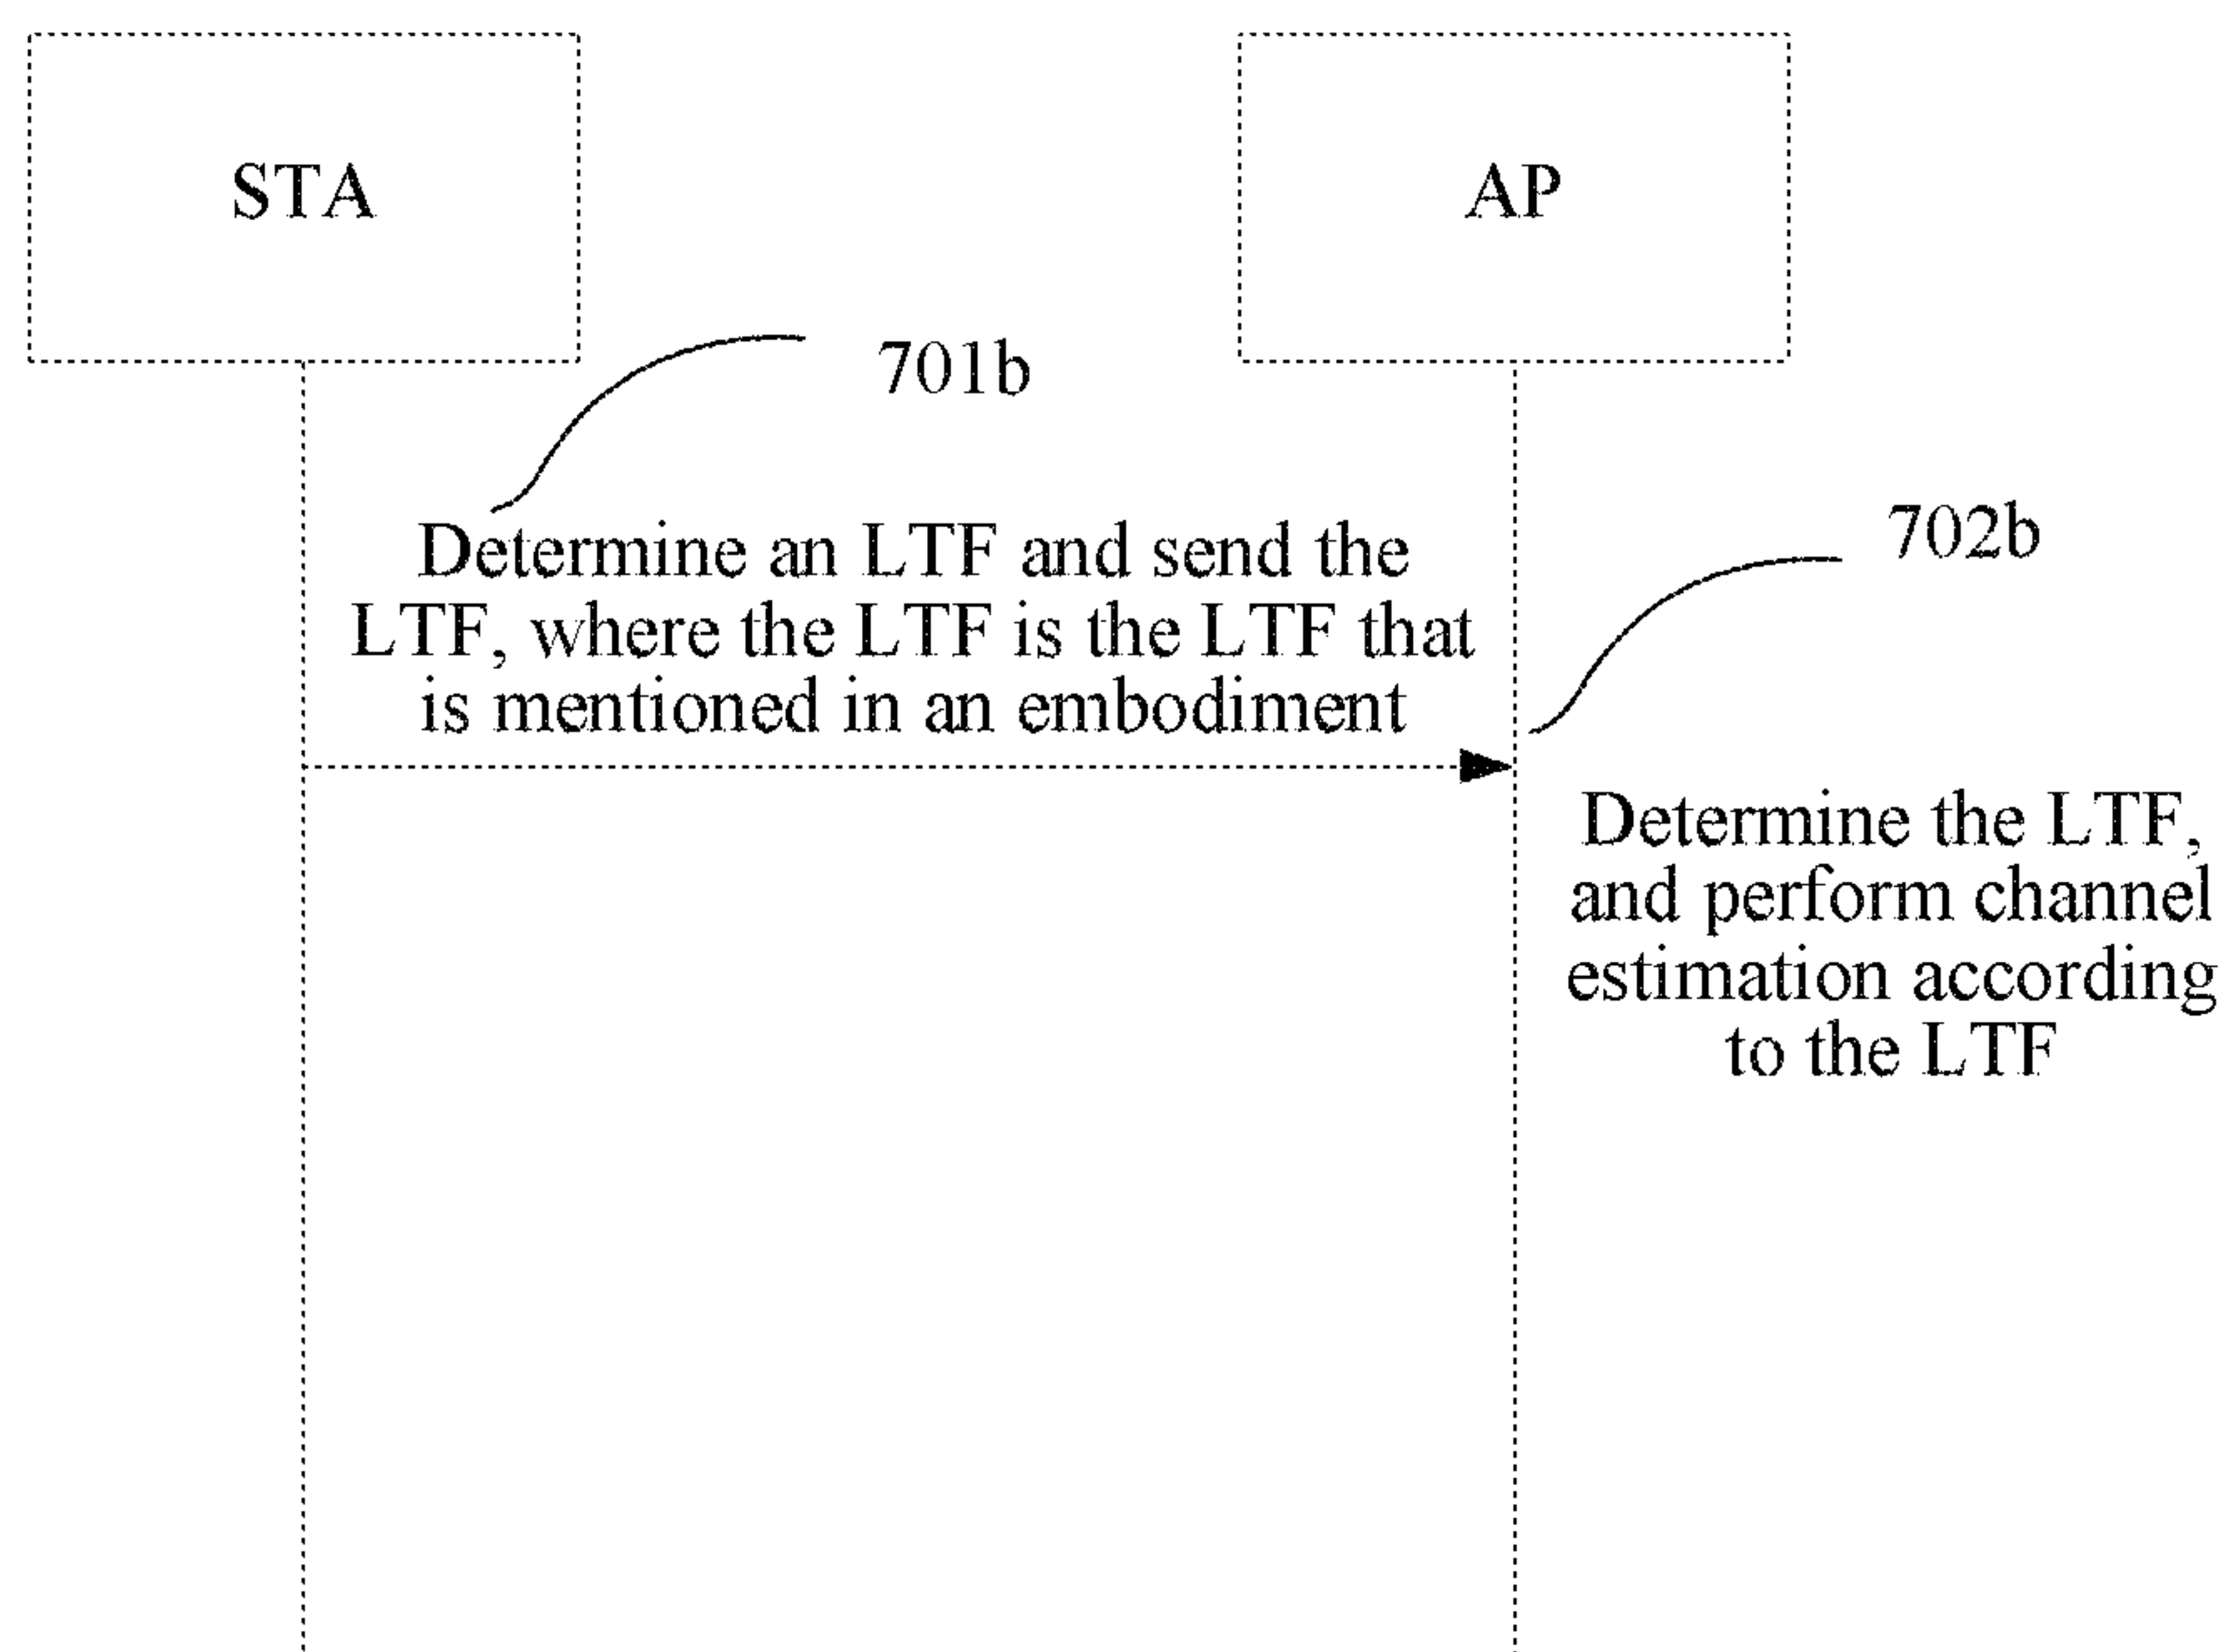 STA
AP
701b
Determine an LTF and send the
LTF, where the LTF is the LTF that
is mentioned in an embodiment
702b
Determine the LTF,
and perform channel
estimation according
to the LTF